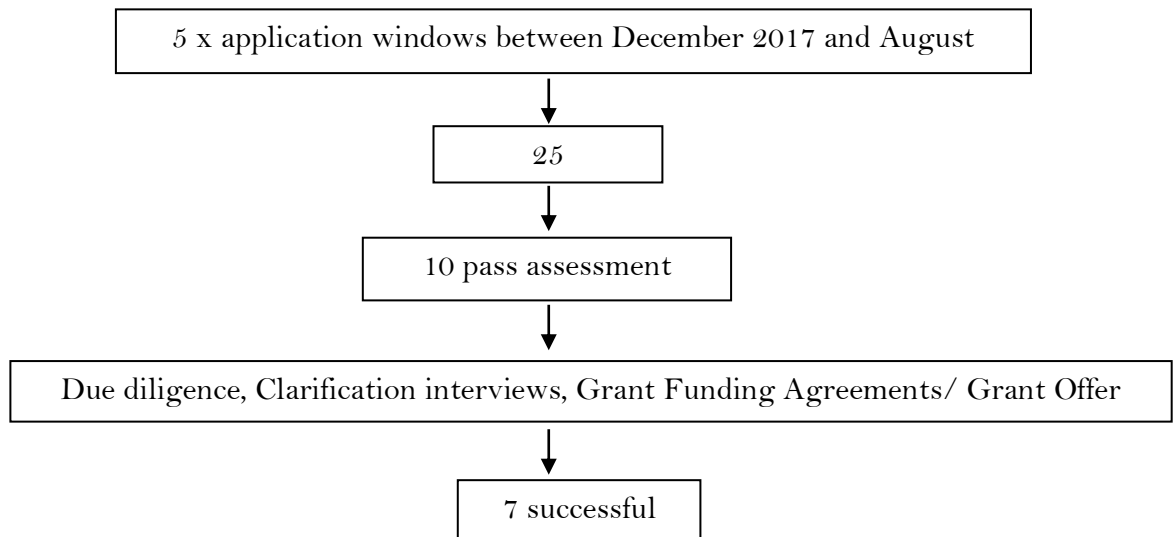 5 x application windows between December 2017 and August
25
10 pass assessment
Due diligence, Clarification interviews, Grant Funding Agreements/ Grant Offer
7 successful